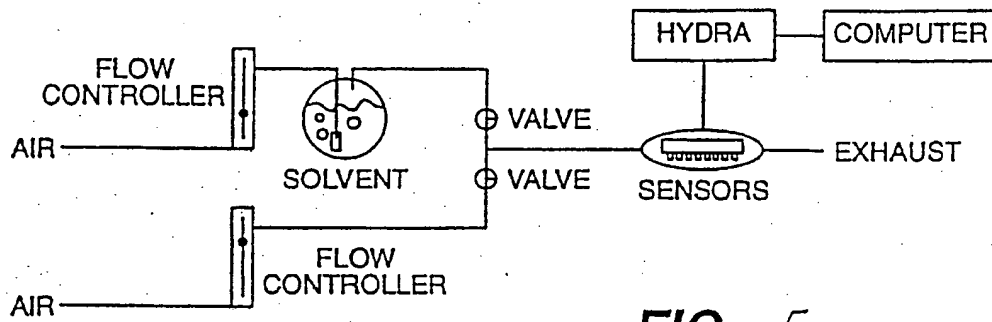 HYDRA
COMPUTER
FLOW
CONTROLLER
AIR
VALVE
SOLVENT
VALVE
EXHAUST
SENSORS
FLOW
CONTROLLER
AIR